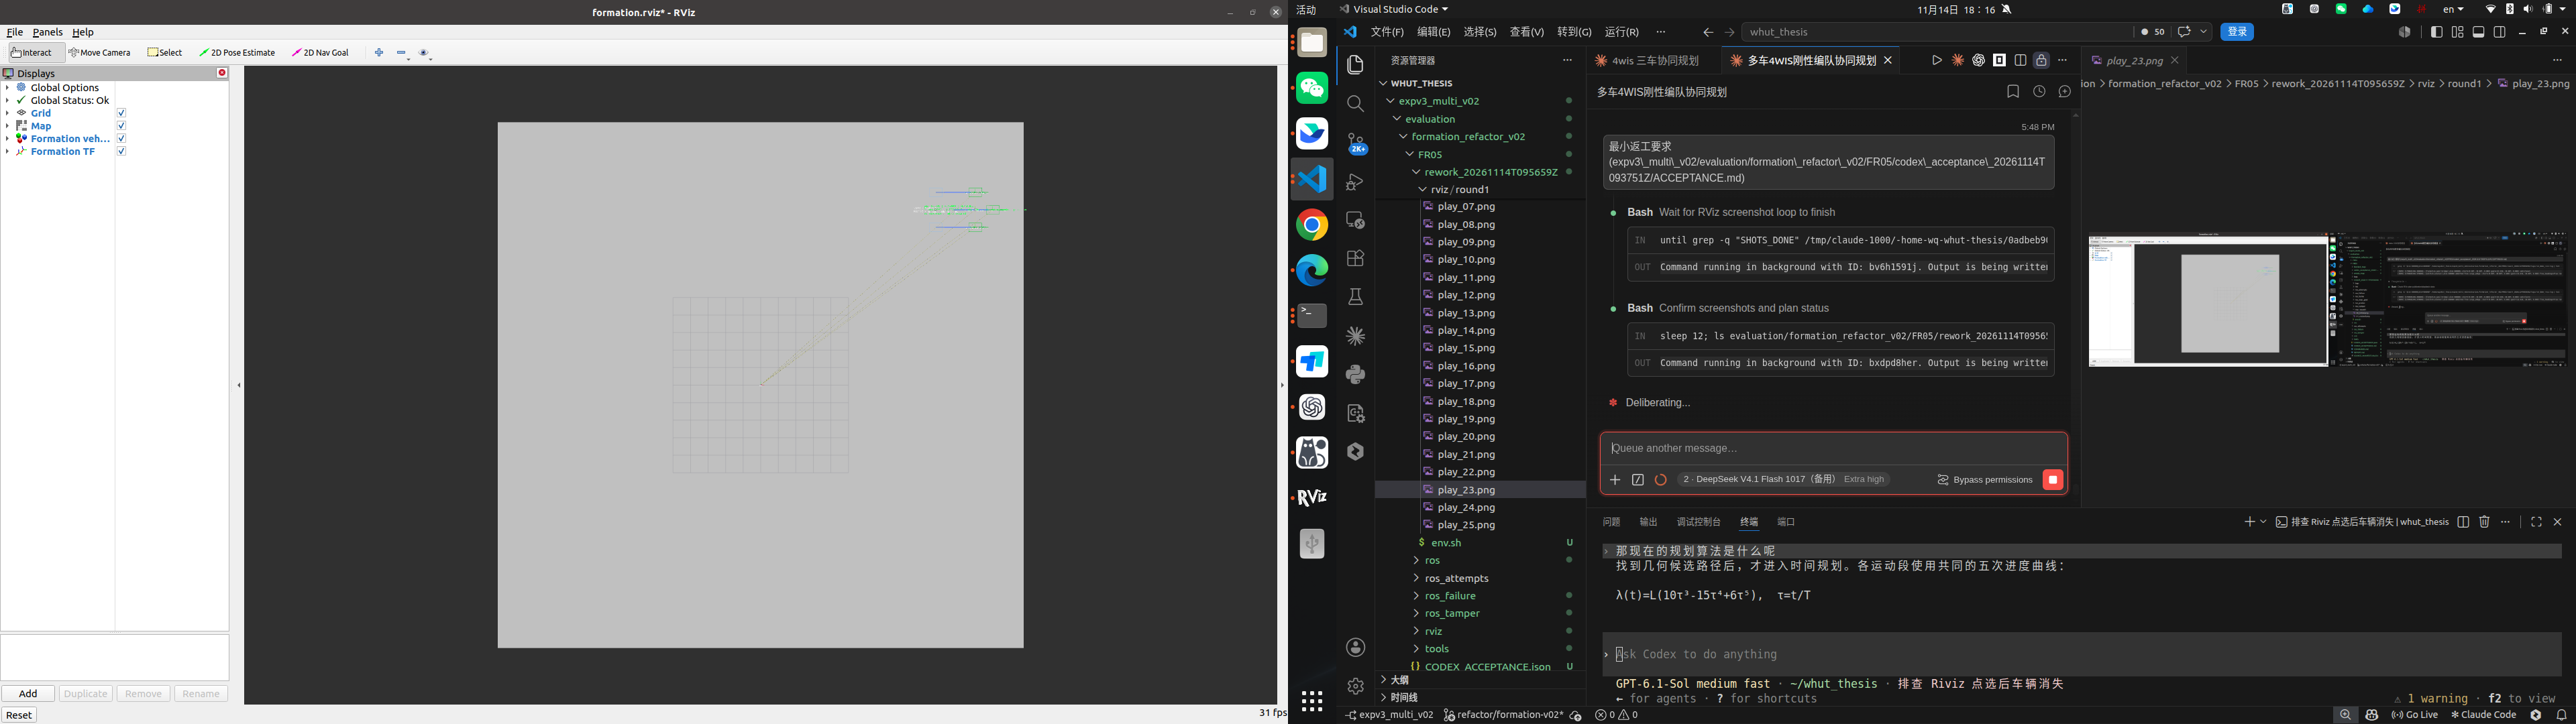 formation.rviz* - RViz
File Panels Help
Interact Move Camera Select 2D Pose Estimate 2D Nav Goal
Displays
Global Options
Global Status: Ok
Grid
Map
Formation veh...
Formation TF
Add Duplicate Remove Rename
Reset
31 fps
活动 Visual Studio Code 11月14日 18：16 en
文件(F) 编辑(E) 选择(S) 查看(V) 转到(G) 运行(R) ··· whut_thesis 50 登录
资源管理器 ···
WHUT_THESIS
expv3_multi_v02
evaluation
formation_refactor_v02
FR05
rework_20261114T095659Z
rviz / round1
play_07.png
play_08.png
play_09.png
play_10.png
play_11.png
play_12.png
play_13.png
play_14.png
play_15.png
play_16.png
play_17.png
play_18.png
play_19.png
play_20.png
play_21.png
play_22.png
play_23.png
play_24.png
play_25.png
$ env.sh U
ros
ros_attempts
ros_failure
ros_tamper
rviz
tools
{} CODEX_ACCEPTANCE.json U
大纲
时间线
2K+
RViz
4wis 三车协同规划 多车4WIS刚性编队协同规划
多车4WIS刚性编队协同规划
5:48 PM
最小返工要求
(expv3\_multi\_v02/evaluation/formation\_refactor\_v02/FR05/codex\_acceptance\_20261114T
093751Z/ACCEPTANCE.md)
Bash Wait for RViz screenshot loop to finish
IN until grep -q "SHOTS_DONE" /tmp/claude-1000/-home-wq-whut-thesis/0adbeb9
OUT Command running in background with ID: bv6h1591j. Output is being written
Bash Confirm screenshots and plan status
IN sleep 12; ls evaluation/formation_refactor_v02/FR05/rework_20261114T0956
OUT Command running in background with ID: bxdpd8her. Output is being written
Deliberating...
Queue another message…
2 · DeepSeek V4.1 Flash 1017（备用） Extra high Bypass permissions
play_23.png
ion > formation_refactor_v02 > FR05 > rework_20261114T095659Z > rviz > round1 > play_23.png
问题 输出 调试控制台 终端 端口
排查 Riviz 点选后车辆消失 | whut_thesis
› 那现在的规划算法是什么呢
找到几何候选路径后，才进入时间规划。各运动段使用共同的五次进度曲线：
λ(t)=L(10τ³-15τ⁴+6τ⁵), τ=t/T
› Ask Codex to do anything
GPT-6.1-Sol medium fast · ~/whut_thesis · 排查 Riviz 点选后车辆消失
← for agents · ? for shortcuts
⚠ 1 warning · f2 to view
expv3_multi_v02 refactor/formation-v02* 0 0 Go Live Claude Code